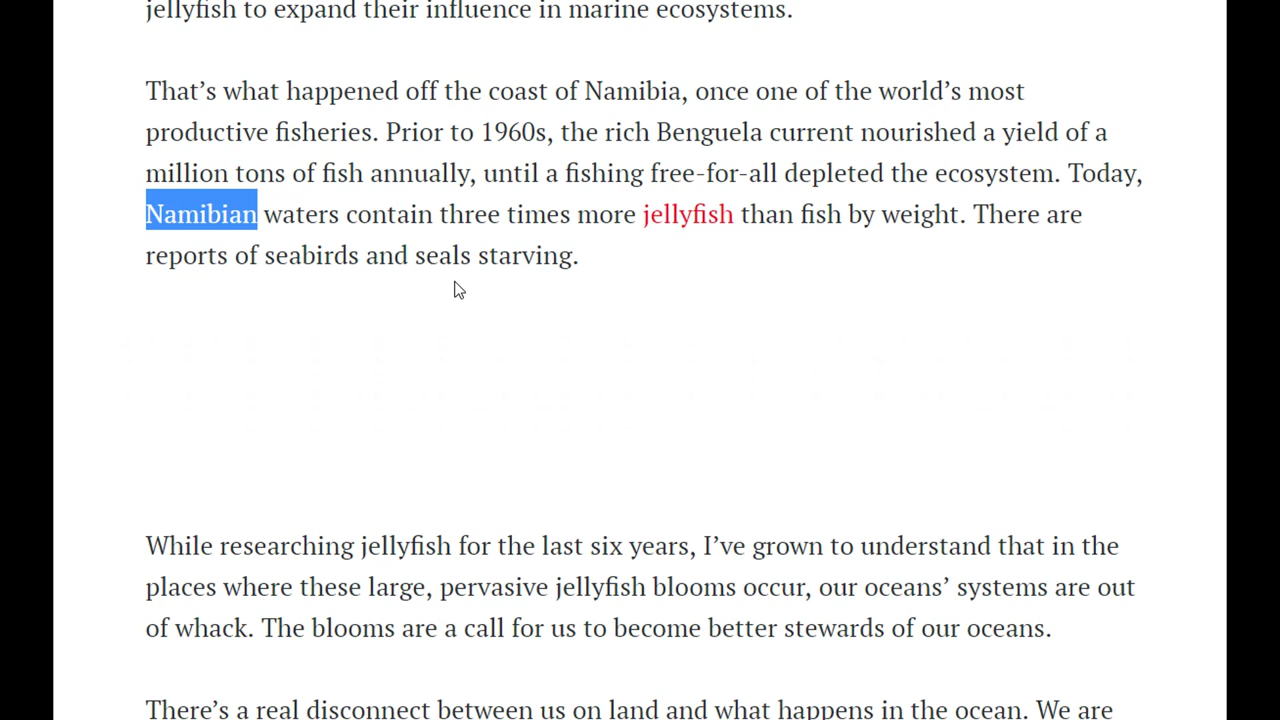 jellyfish to expand their influence in marine ecosystems.
That’s what happened off the coast of Namibia, once one of the world’s most
productive fisheries. Prior to 1960s, the rich Benguela current nourished a yield of a
million tons of fish annually, until a fishing free-for-all depleted the ecosystem. Today,
Namibian waters contain three times more jellyfish than fish by weight. There are
reports of seabirds and seals starving.
While researching jellyfish for the last six years, I’ve grown to understand that in the
places where these large, pervasive jellyfish blooms occur, our oceans’ systems are out
of whack. The blooms are a call for us to become better stewards of our oceans.
There’s a real disconnect between us on land and what happens in the ocean. We are